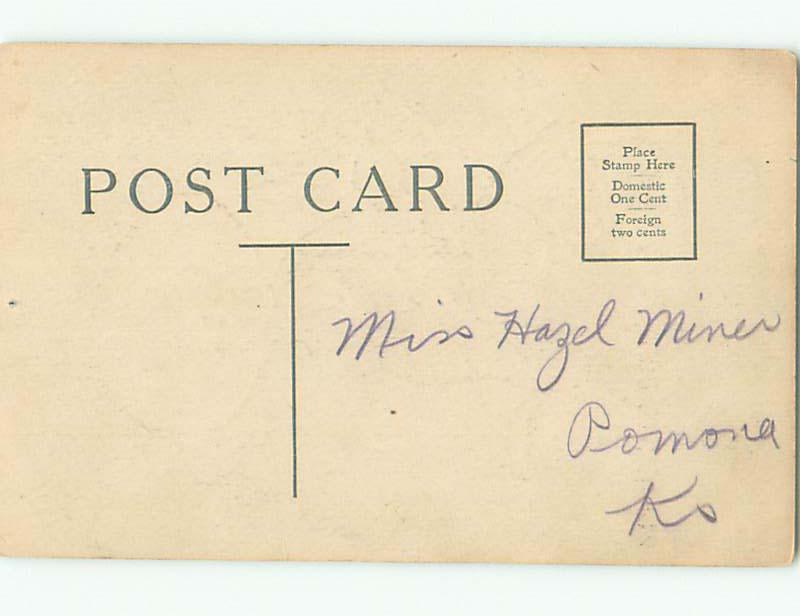 POST CARD
Place
Stamp Here
Domestic
One Cent
Foreign
two cents
Miss Hazel Miner
Pomona
Ks